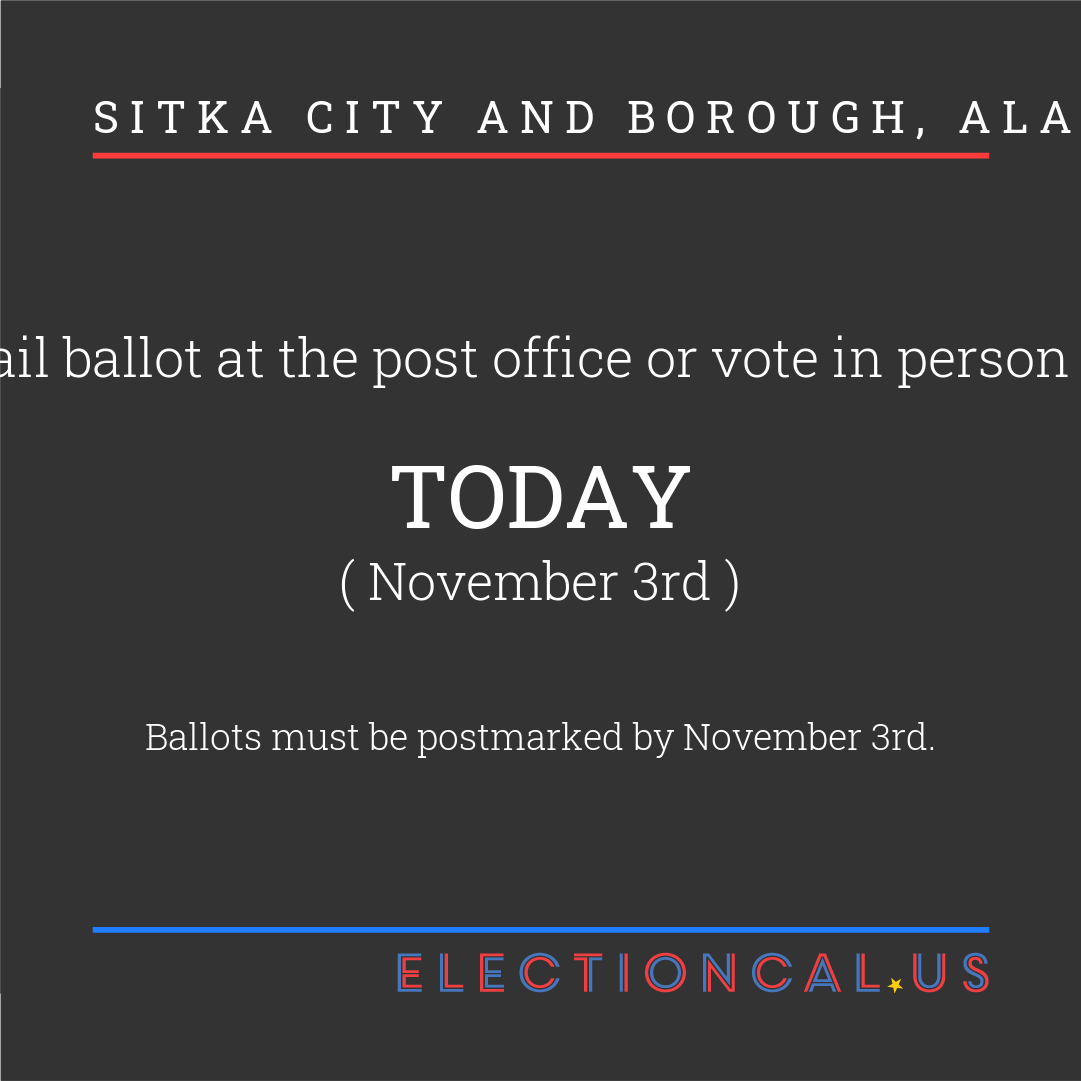 SITKA CITY AND BOROUGH, ALA
ail ballot at the post office or vote in person
TODAY
( November 3rd )
Ballots must be postmarked by November 3rd.
ELECTIONCAL.US